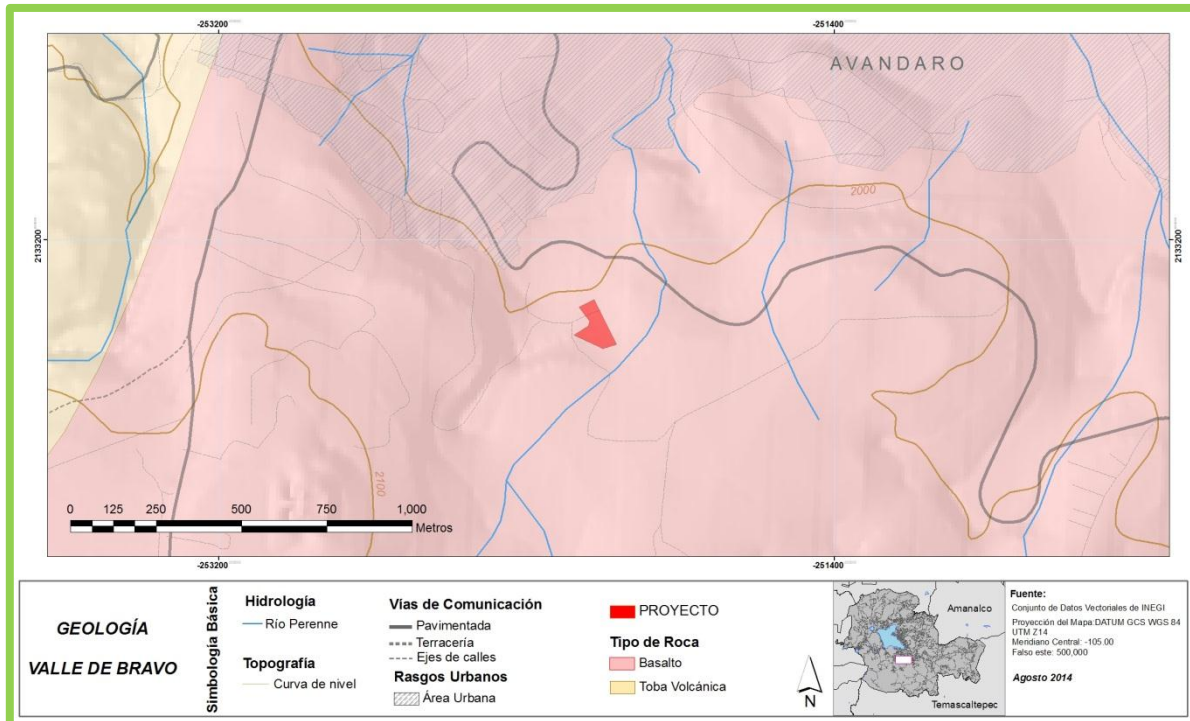 -253200
-251400
AVANDARO
2000
2133200
2133200
2100
0 125 250 500 750 1,000
Metros
-253200
-251400
GEOLOGÍA
VALLE DE BRAVO
Simbología Básica
Hidrología
Río Perenne
Topografía
Curva de nivel
Vías de Comunicación
Pavimentada
Terracería
Ejes de calles
Rasgos Urbanos
Área Urbana
PROYECTO
Tipo de Roca
Basalto
Toba Volcánica
N
Amanalco
Temascaltepec
Fuente:
Conjunto de Datos Vectoriales de INEGI
Proyección del Mapa:DATUM GCS WGS 84
UTM Z14
Meridiano Central: -105.00
Falso este: 500,000
Agosto 2014